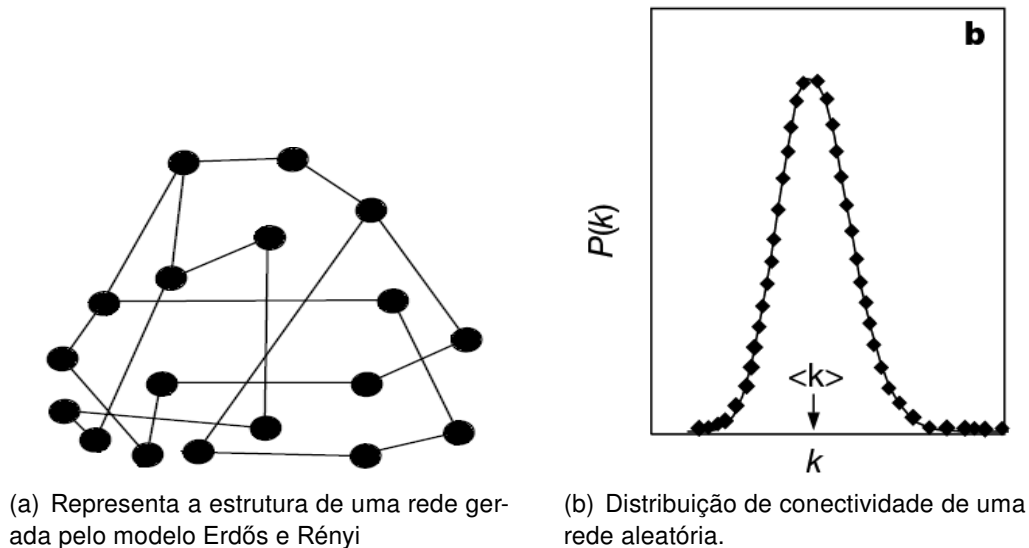 b
P(k)
<k>
k
(a) Representa a estrutura de uma rede ger-
ada pelo modelo Erdős e Rényi
(b) Distribuição de conectividade de uma
rede aleatória.